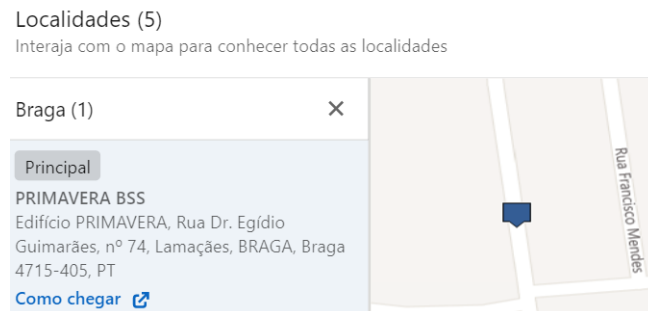 Localidades (5)
Interaja com o mapa para conhecer todas as localidades
Braga (1)
Principal
PRIMAVERA BSS
Edifício PRIMAVERA, Rua Dr. Egídio
Guimarães, nº 74, Lamaçães, BRAGA, Braga
4715-405, PT
Como chegar
Rua Francisco Mendes